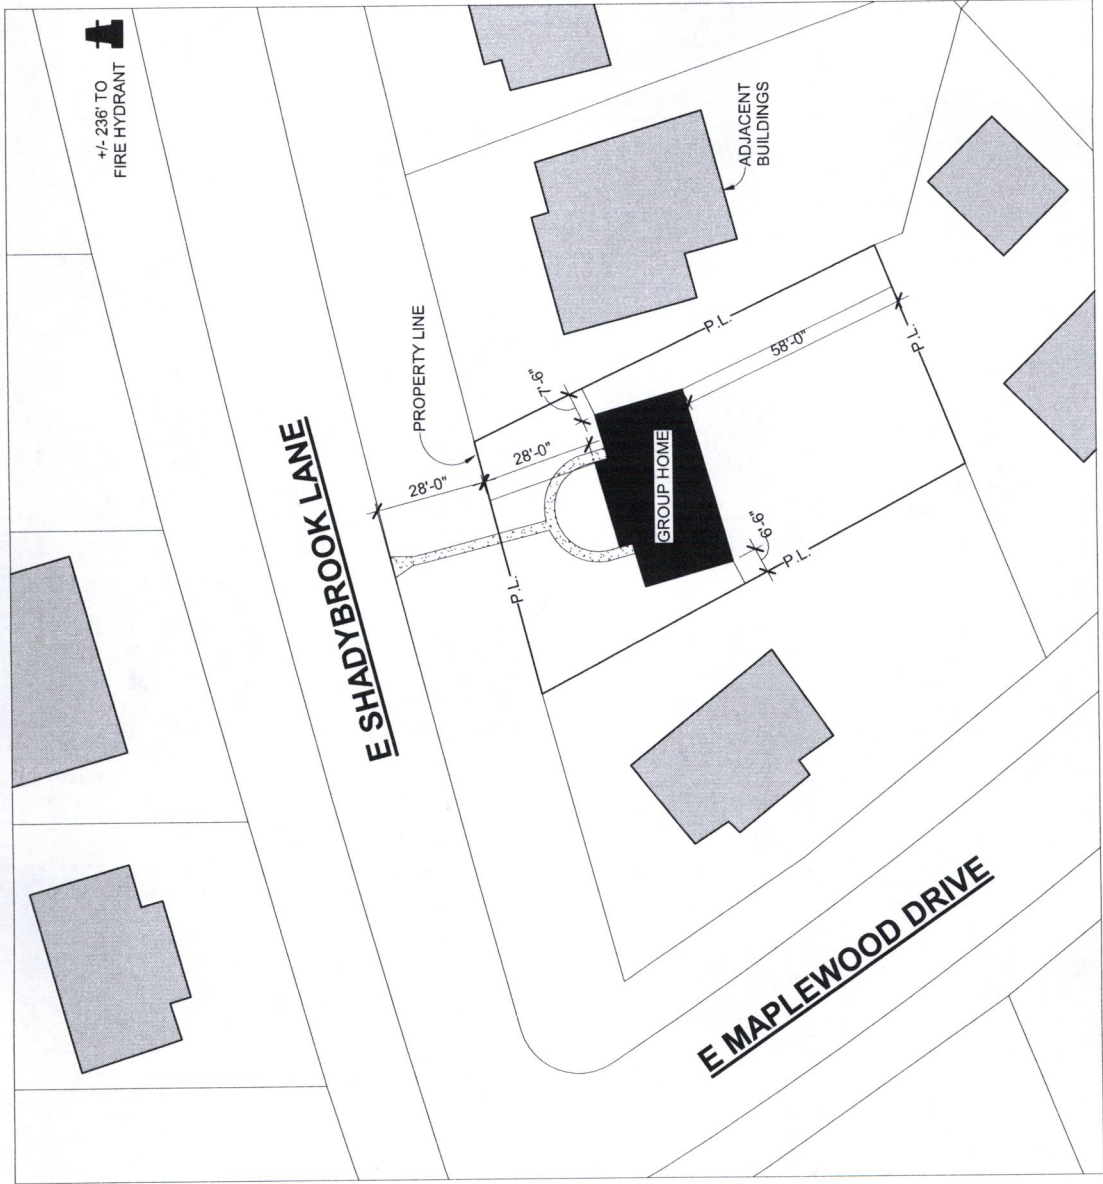 +/- 236' TO
FIRE HYDRANT
ADJACENT
BUILDINGS
PROPERTY LINE
E SHADYBROOK LANE
28'-0"
28'-0"
7'-6"
P.L.
58'-0"
P.L.
GROUP HOME
6'-6"
P.L.
P.L.
E MAPLEWOOD DRIVE